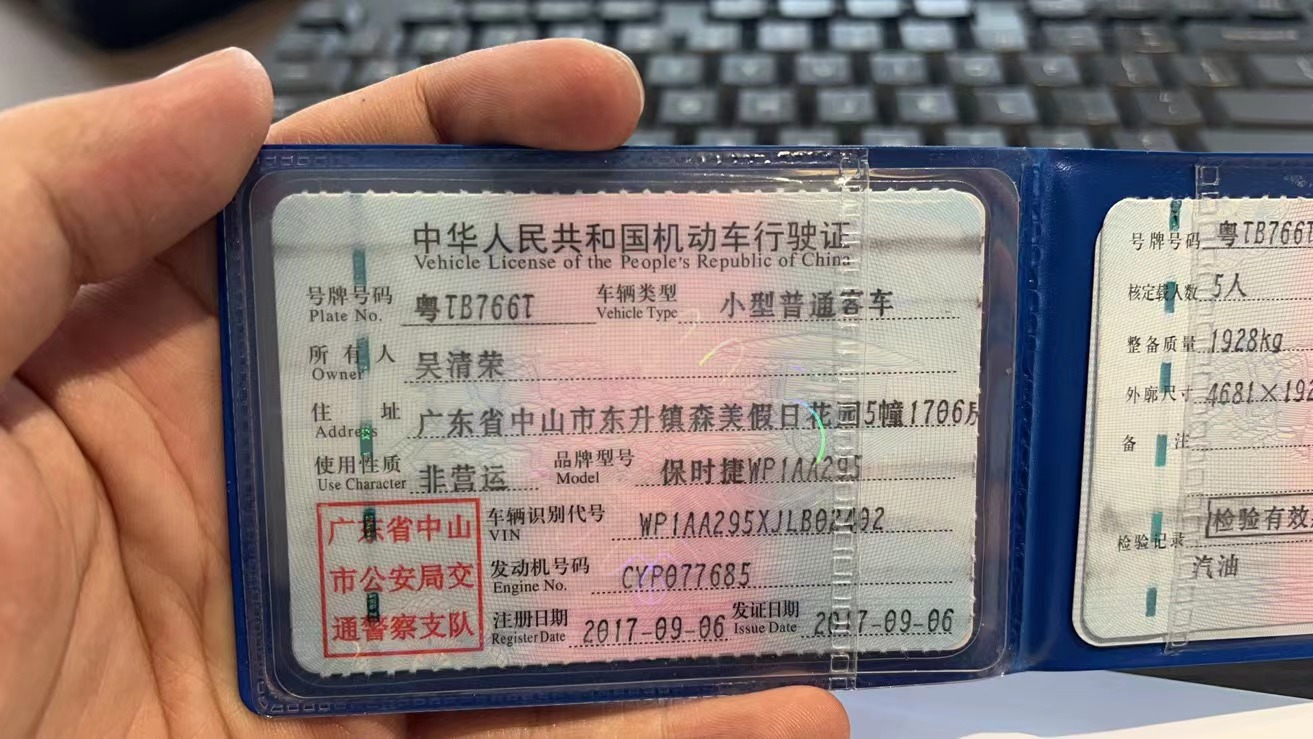 中华人民共和国机动车行驶证
Vehicle License of the People's Republic of China
号牌号码 粤TB766T 车辆类型 小型普通客车
Plate No. Vehicle Type
所有人 吴清荣
Owner
住址 广东省中山市东升镇森美假日花园5幢1706房
Address
使用性质 非营运 品牌型号 保时捷WP1AA295
Use Character Model
广东省中山
市公安局交
通警察支队
车辆识别代号
VIN
发动机号码 CYP077685
Engine No.
注册日期 2017-09-06 发证日期 2017-09-06
Register Date Issue Date
号牌号码 粤TB766T
核定载人数 5人
整备质量 1928kg
外廓尺寸 4681×192
备注
检验记录 检验有效
汽油